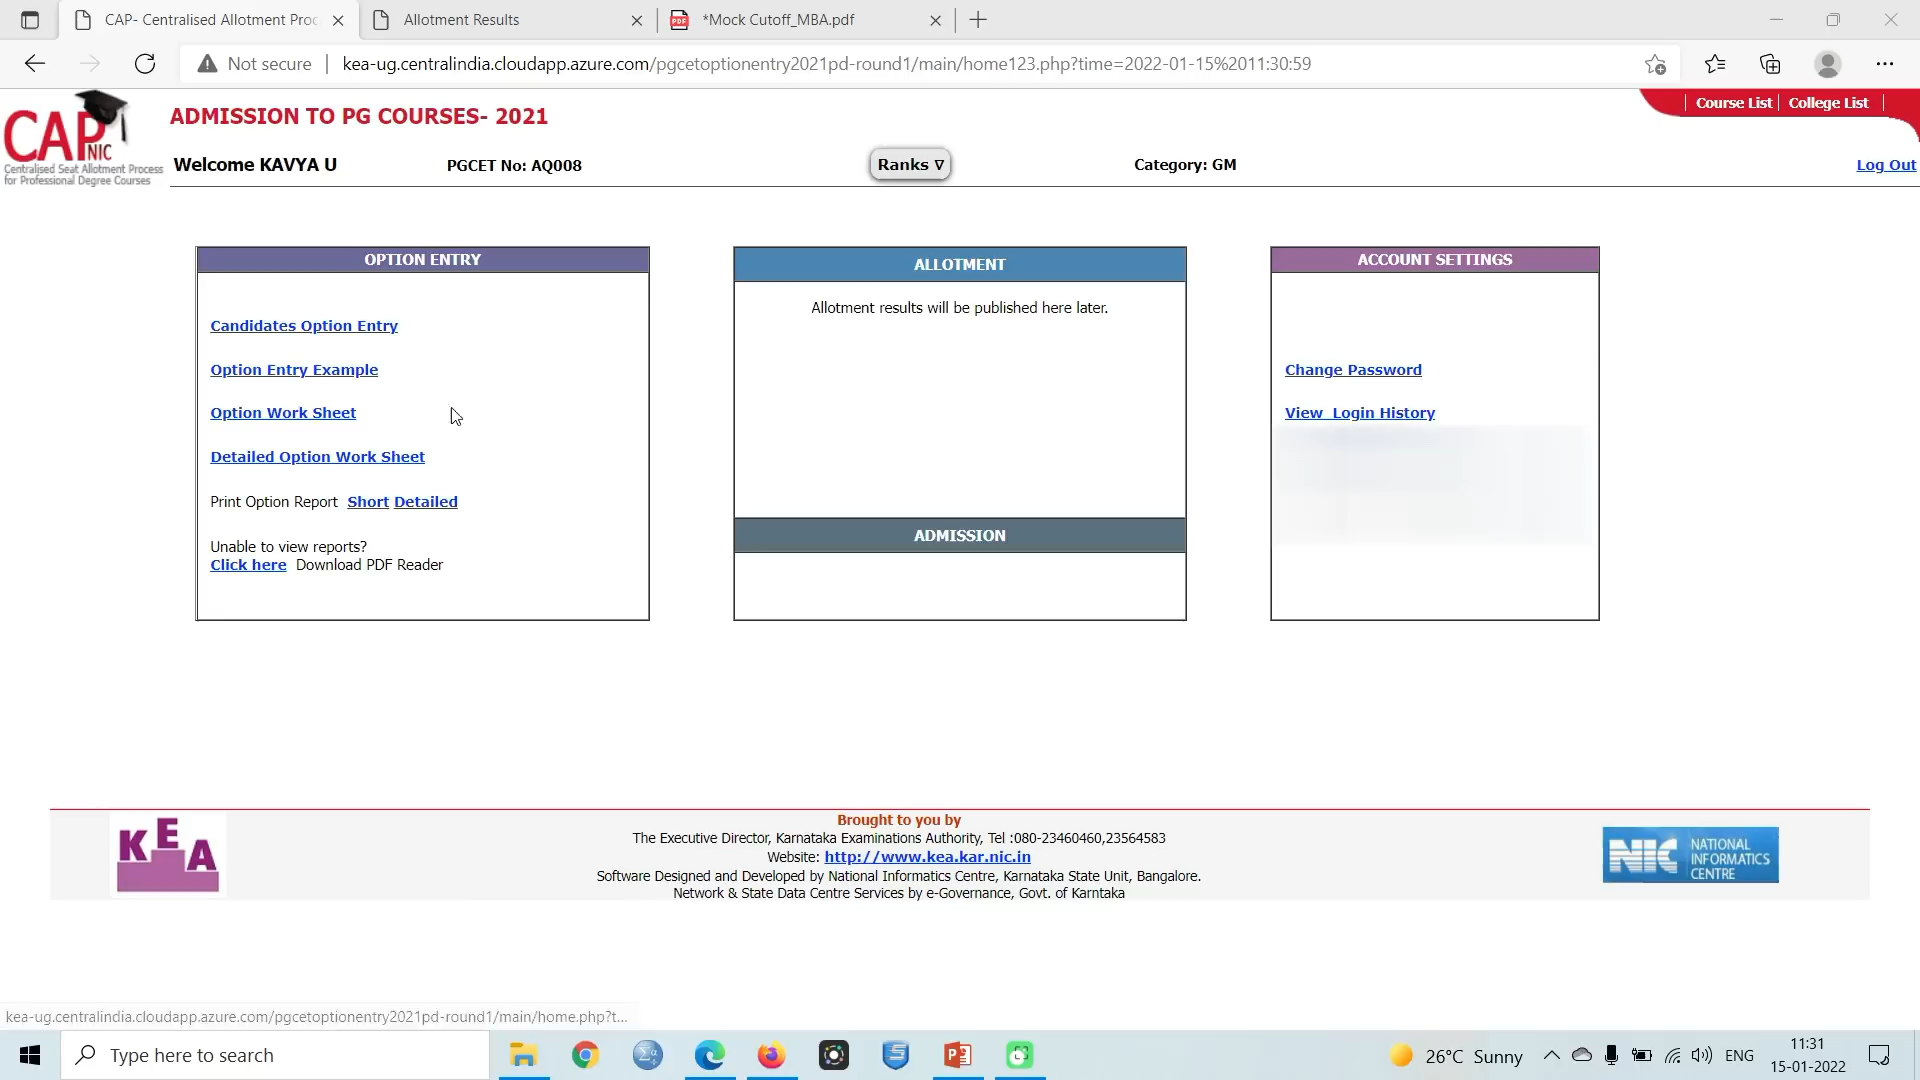 CAP- Centralised Allotment Proc
Allotment Results
*Mock Cutoff_MBA.pdf
Not secure
kea-ug.centralindia.cloudapp.azure.com/pgcetoptionentry2021pd-round1/main/home123.php?time=2022-01-15%2011:30:59
CAP
NIC
Centralised Seat Allotment Process
for Professional Degree Courses
ADMISSION TO PG COURSES- 2021
Course List
College List
Welcome KAVYA U
PGCET No: AQ008
Ranks ∇
Category: GM
Log Out
OPTION ENTRY
Candidates Option Entry
Option Entry Example
Option Work Sheet
Detailed Option Work Sheet
Print Option Report Short Detailed
Unable to view reports?
Click here Download PDF Reader
ALLOTMENT
Allotment results will be published here later.
ADMISSION
ACCOUNT SETTINGS
Change Password
View Login History
KEA
Brought to you by
The Executive Director, Karnataka Examinations Authority, Tel :080-23460460,23564583
Website: http://www.kea.kar.nic.in
Software Designed and Developed by National Informatics Centre, Karnataka State Unit, Bangalore.
Network & State Data Centre Services by e-Governance, Govt. of Karntaka
NIC
NATIONAL
INFORMATICS
CENTRE
kea-ug.centralindia.cloudapp.azure.com/pgcetoptionentry2021pd-round1/main/home.php?t...
Type here to search
26°C Sunny
ENG
11:31
15-01-2022